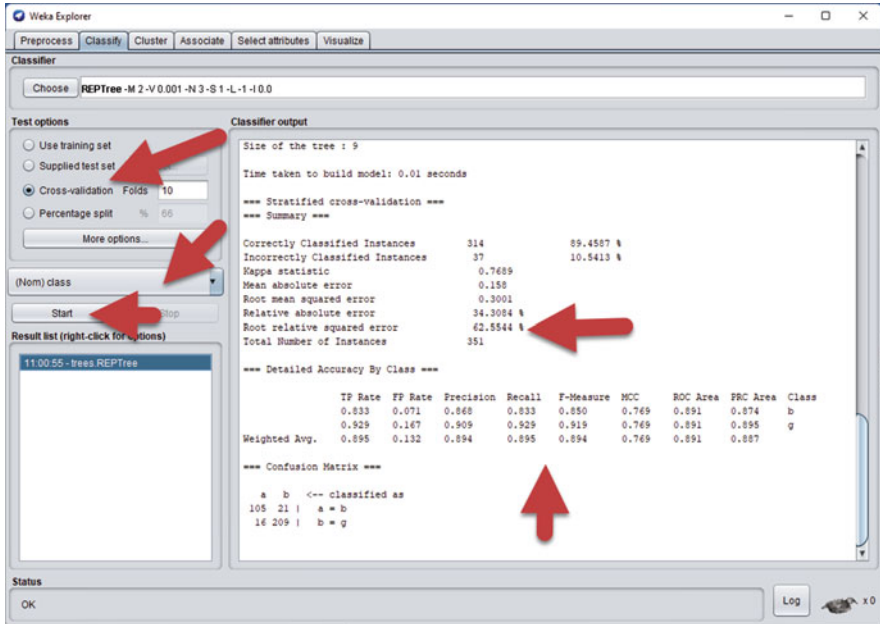 Weka Explorer
Preprocess Classify Cluster Associate Select attributes Visualize
Classifier
Choose REPTree -M 2 -V 0.001 -N 3 -S 1 -L -1 -I 0.0
Test options
Use training set
Supplied test set
Cross-validation Folds 10
Percentage split % 66
More options...
(Nom) class
Start
Result list (right-click for options)
11:00:55 - trees.REPTree
Classifier output
Size of the tree : 9
Time taken to build model: 0.01 seconds
=== Stratified cross-validation ===
=== Summary ===
Correctly Classified Instances 314 89.4587 %
Incorrectly Classified Instances 37 10.5413 %
Kappa statistic 0.7689
Mean absolute error 0.158
Root mean squared error 0.3001
Relative absolute error 34.3084 %
Root relative squared error 62.5544 %
Total Number of Instances 351
=== Detailed Accuracy By Class ===
TP Rate FP Rate Precision Recall F-Measure MCC ROC Area PRC Area Class
0.833 0.071 0.868 0.833 0.850 0.769 0.891 0.874 b
0.929 0.167 0.909 0.929 0.919 0.769 0.891 0.895 g
Weighted Avg. 0.895 0.132 0.894 0.895 0.894 0.769 0.891 0.887
=== Confusion Matrix ===
a b <-- classified as
105 21 | a = b
16 209 | b = g
Status
OK
Log
x 0